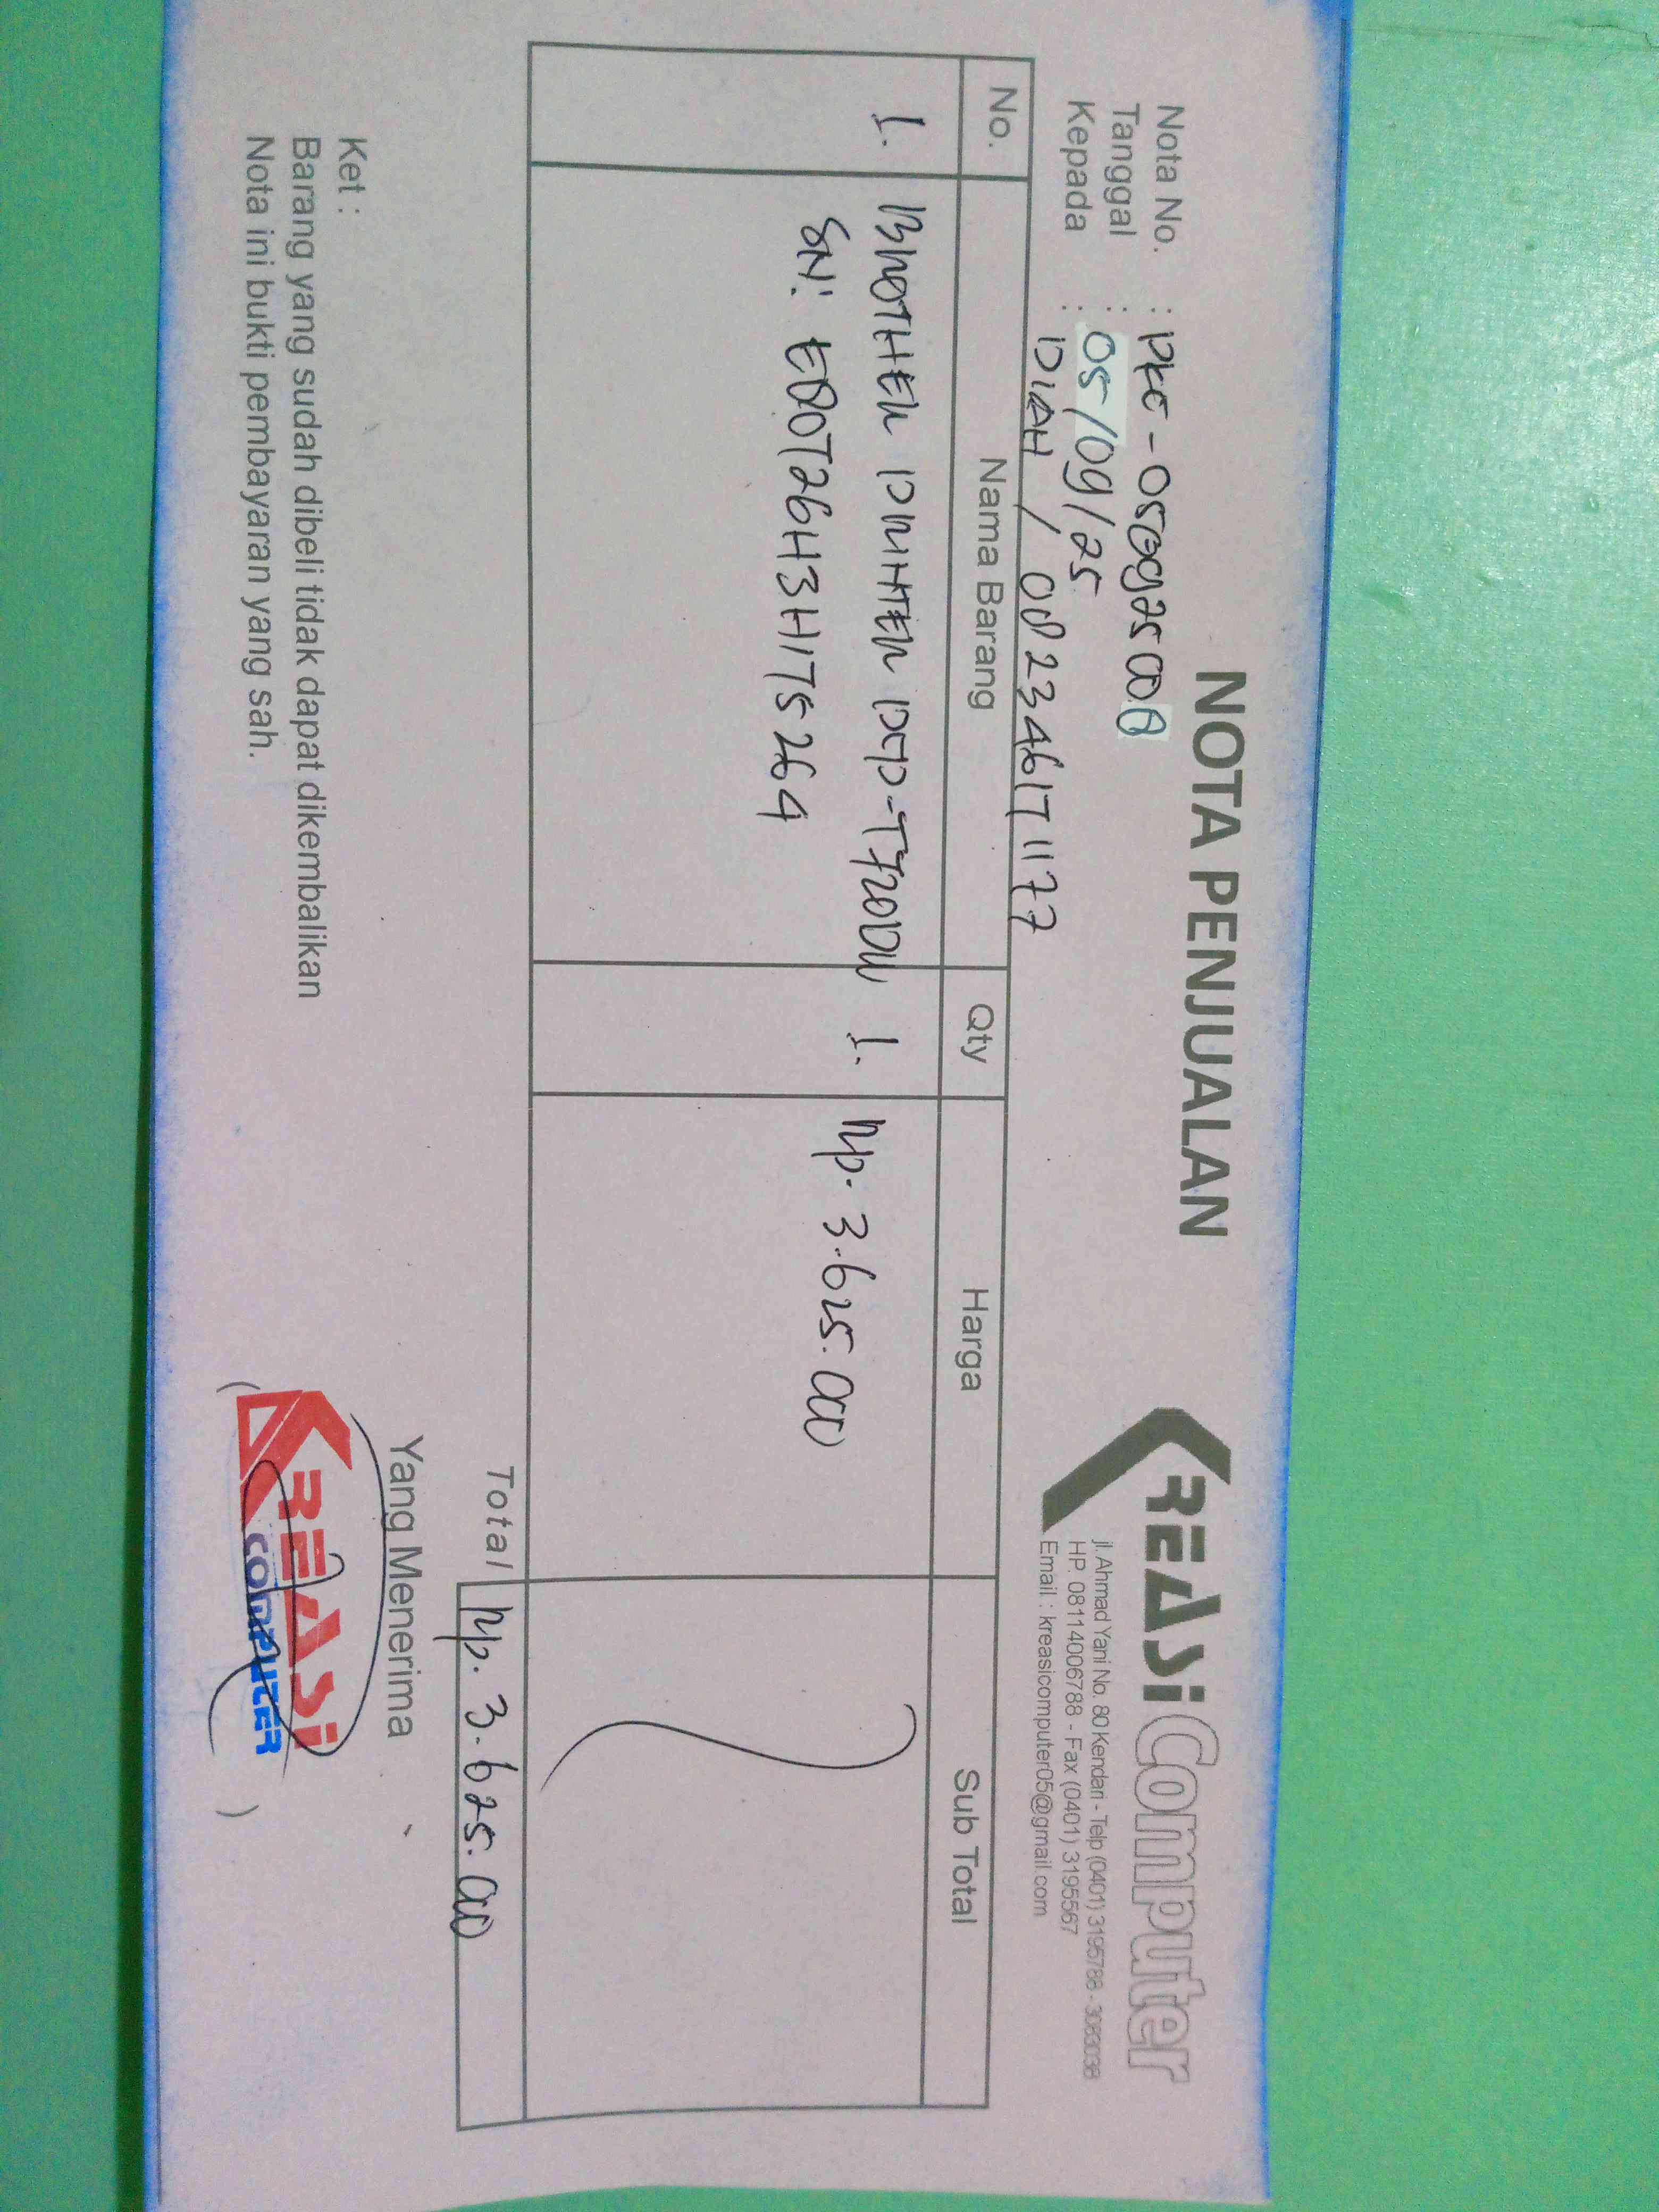 NOTA PENJUALAN
KREASi Computer
jl. Ahmad Yani No. 80 Kendari - Telp (0401) 3195788 - 3083038
HP. 08114006788 - Fax (0401) 3195567
Email : kreasicomputer05@gmail.com
Nota No. : PKC - 050925 008
Tanggal : 05/09/25
Kepada : DIAH / 082346171177
No. Nama Barang Qty Harga Sub Total
1. BROTHER PRINTER DCP-T720DW 1. Rp. 3.625.000
SN: E80T26H3H175264
Total Rp. 3.625.000
Ket :
Barang yang sudah dibeli tidak dapat dikembalikan
Nota ini bukti pembayaran yang sah.
Yang Menerima
( KREASi
COMPUTER )